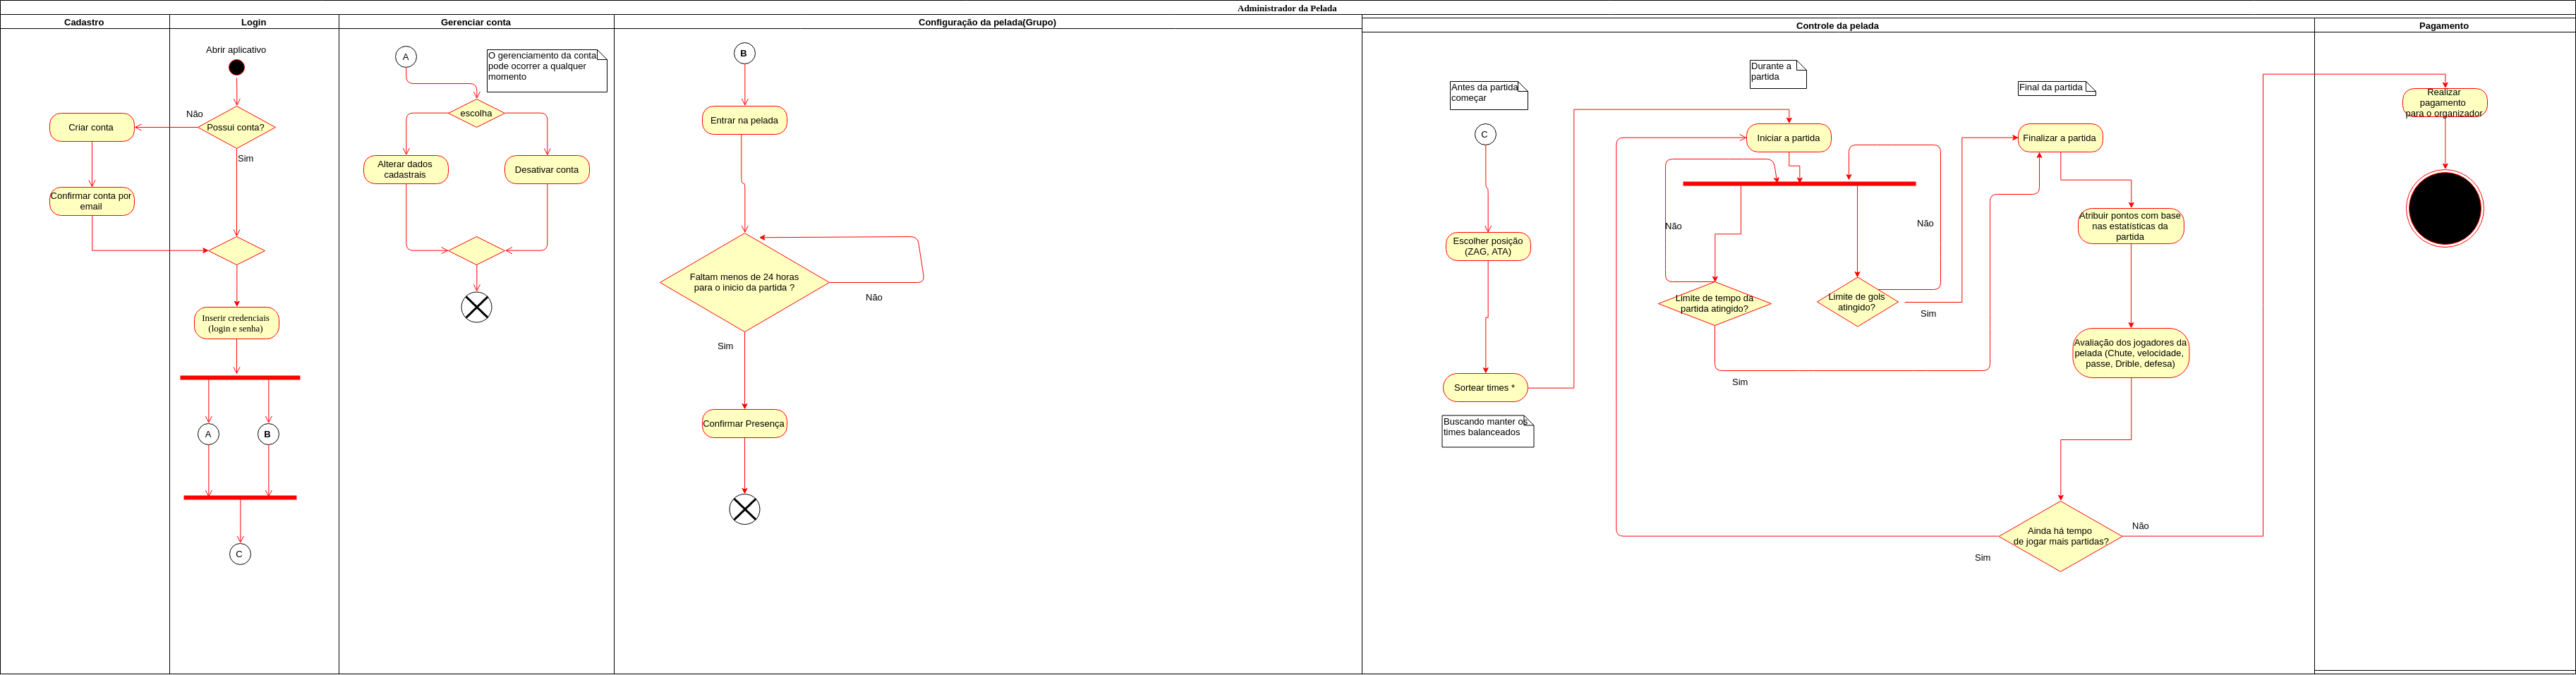 Administrador da Pelada
Cadastro
Login
Gerenciar conta
Configuração da pelada(Grupo)
Controle da pelada
Pagamento
Abrir aplicativo
Não
Possui conta?
Sim
Criar conta
Confirmar conta por
email
Inserir credenciais
(login e senha)
A
B
C
A
O gerenciamento da conta
pode ocorrer a qualquer
momento
escolha
Alterar dados
cadastrais
Desativar conta
B
Entrar na pelada
Faltam menos de 24 horas
para o inicio da partida ?
Não
Sim
Confirmar Presença
Antes da partida
começar
C
Escolher posição
(ZAG, ATA)
Sortear times *
Buscando manter os
times balanceados
Durante a
partida
Iniciar a partida
Não
Não
Limite de tempo da
partida atingido?
Limite de gols
atingido?
Sim
Sim
Final da partida
Finalizar a partida
Atribuir pontos com base
nas estatísticas da
partida
Avaliação dos jogadores da
pelada (Chute, velocidade,
passe, Drible, defesa)
Ainda há tempo
de jogar mais partidas?
Não
Sim
Realizar
pagamento
para o organizador